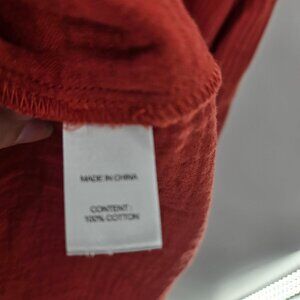 MADE IN CHINA
CONTENT :
100% COTTON